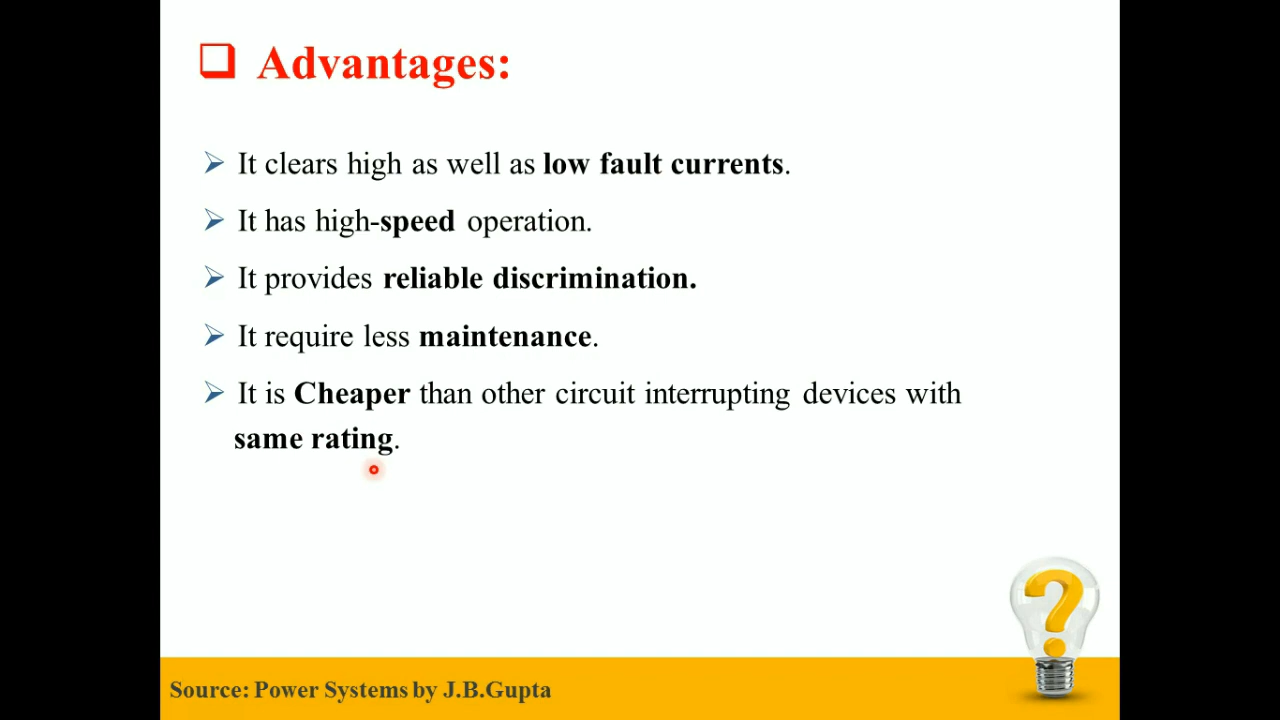 Advantages:
It clears high as well as low fault currents.
It has high-speed operation.
It provides reliable discrimination.
It require less maintenance.
It is Cheaper than other circuit interrupting devices with
same rating.
?
Source: Power Systems by J.B.Gupta